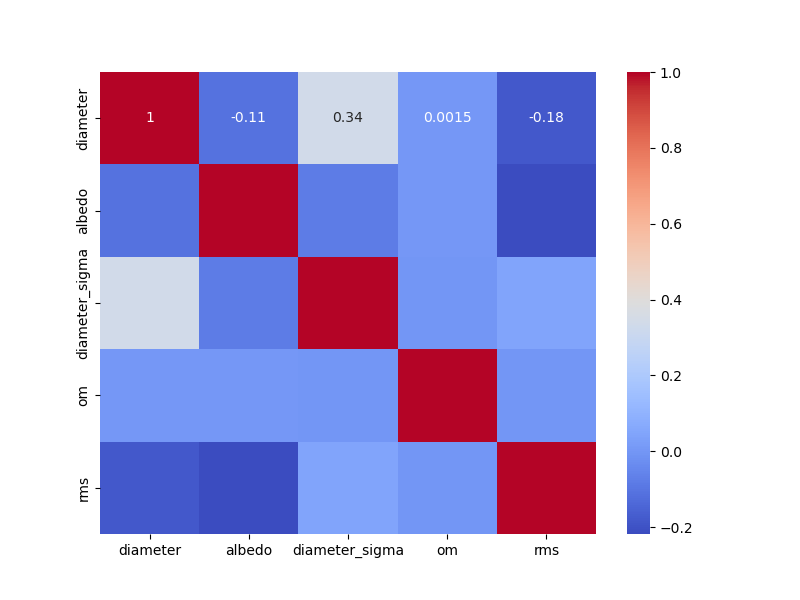 diameter
albedo
diameter_sigma
om
rms
1 -0.11 0.34 0.0015 -0.18
diameter albedo diameter_sigma om rms
1.0
0.8
0.6
0.4
0.2
0.0
−0.2